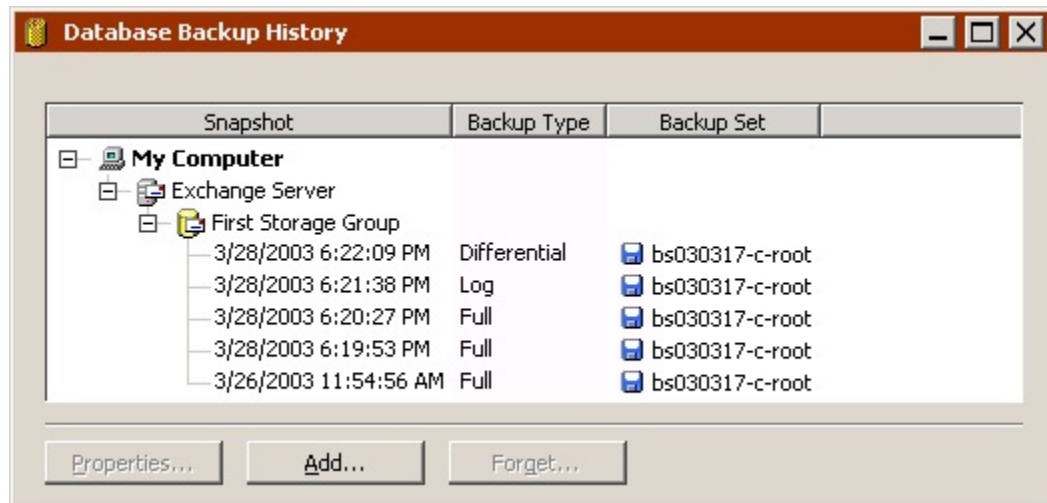 Database Backup History
Snapshot Backup Type Backup Set
My Computer
Exchange Server
First Storage Group
3/28/2003 6:22:09 PM Differential bs030317-c-root
3/28/2003 6:21:38 PM Log bs030317-c-root
3/28/2003 6:20:27 PM Full bs030317-c-root
3/28/2003 6:19:53 PM Full bs030317-c-root
3/26/2003 11:54:56 AM Full bs030317-c-root
Properties... Add... Forget...